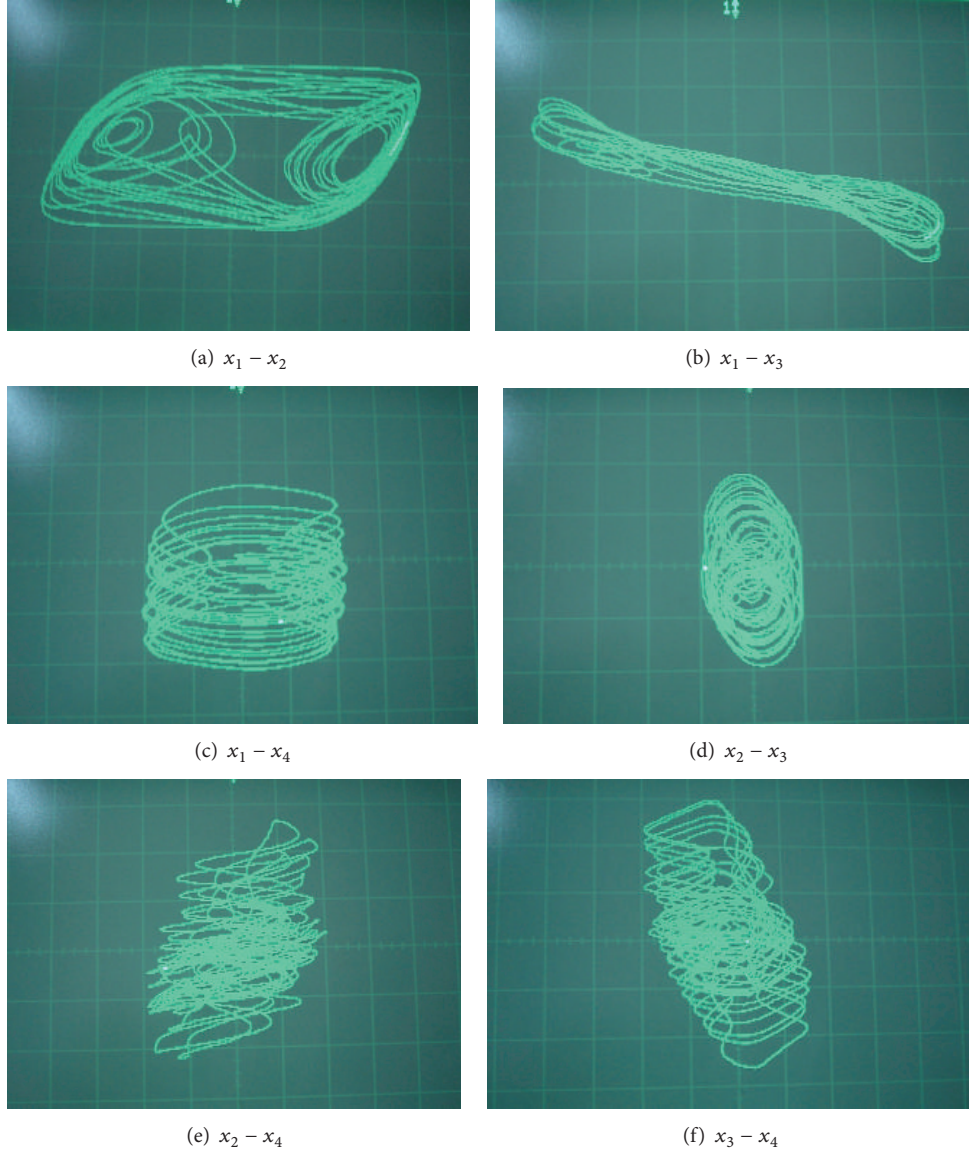 (a) x₁ − x₂
(b) x₁ − x₃
(c) x₁ − x₄
(d) x₂ − x₃
(e) x₂ − x₄
(f) x₃ − x₄